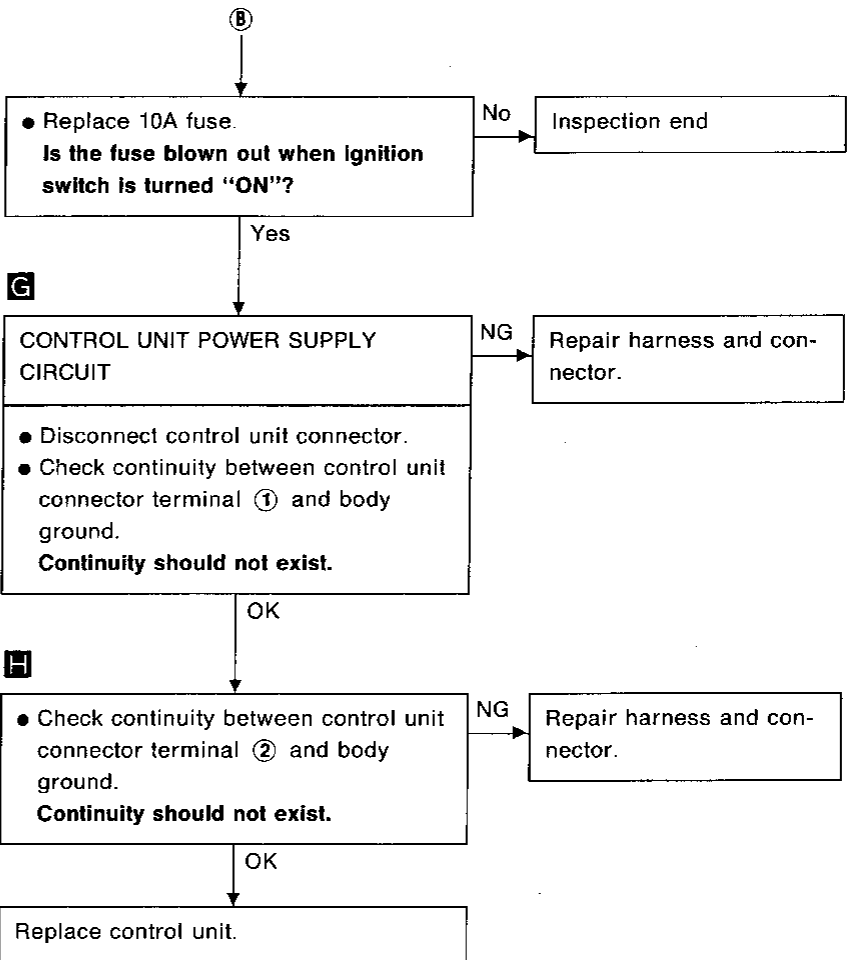 Ⓑ
● Replace 10A fuse.
Is the fuse blown out when ignition
switch is turned “ON”?
No
Inspection end
Yes
G
CONTROL UNIT POWER SUPPLY
CIRCUIT
NG
Repair harness and con-
nector.
● Disconnect control unit connector.
● Check continuity between control unit
connector terminal ① and body
ground.
Continuity should not exist.
OK
H
● Check continuity between control unit
connector terminal ② and body
ground.
Continuity should not exist.
NG
Repair harness and con-
nector.
OK
Replace control unit.